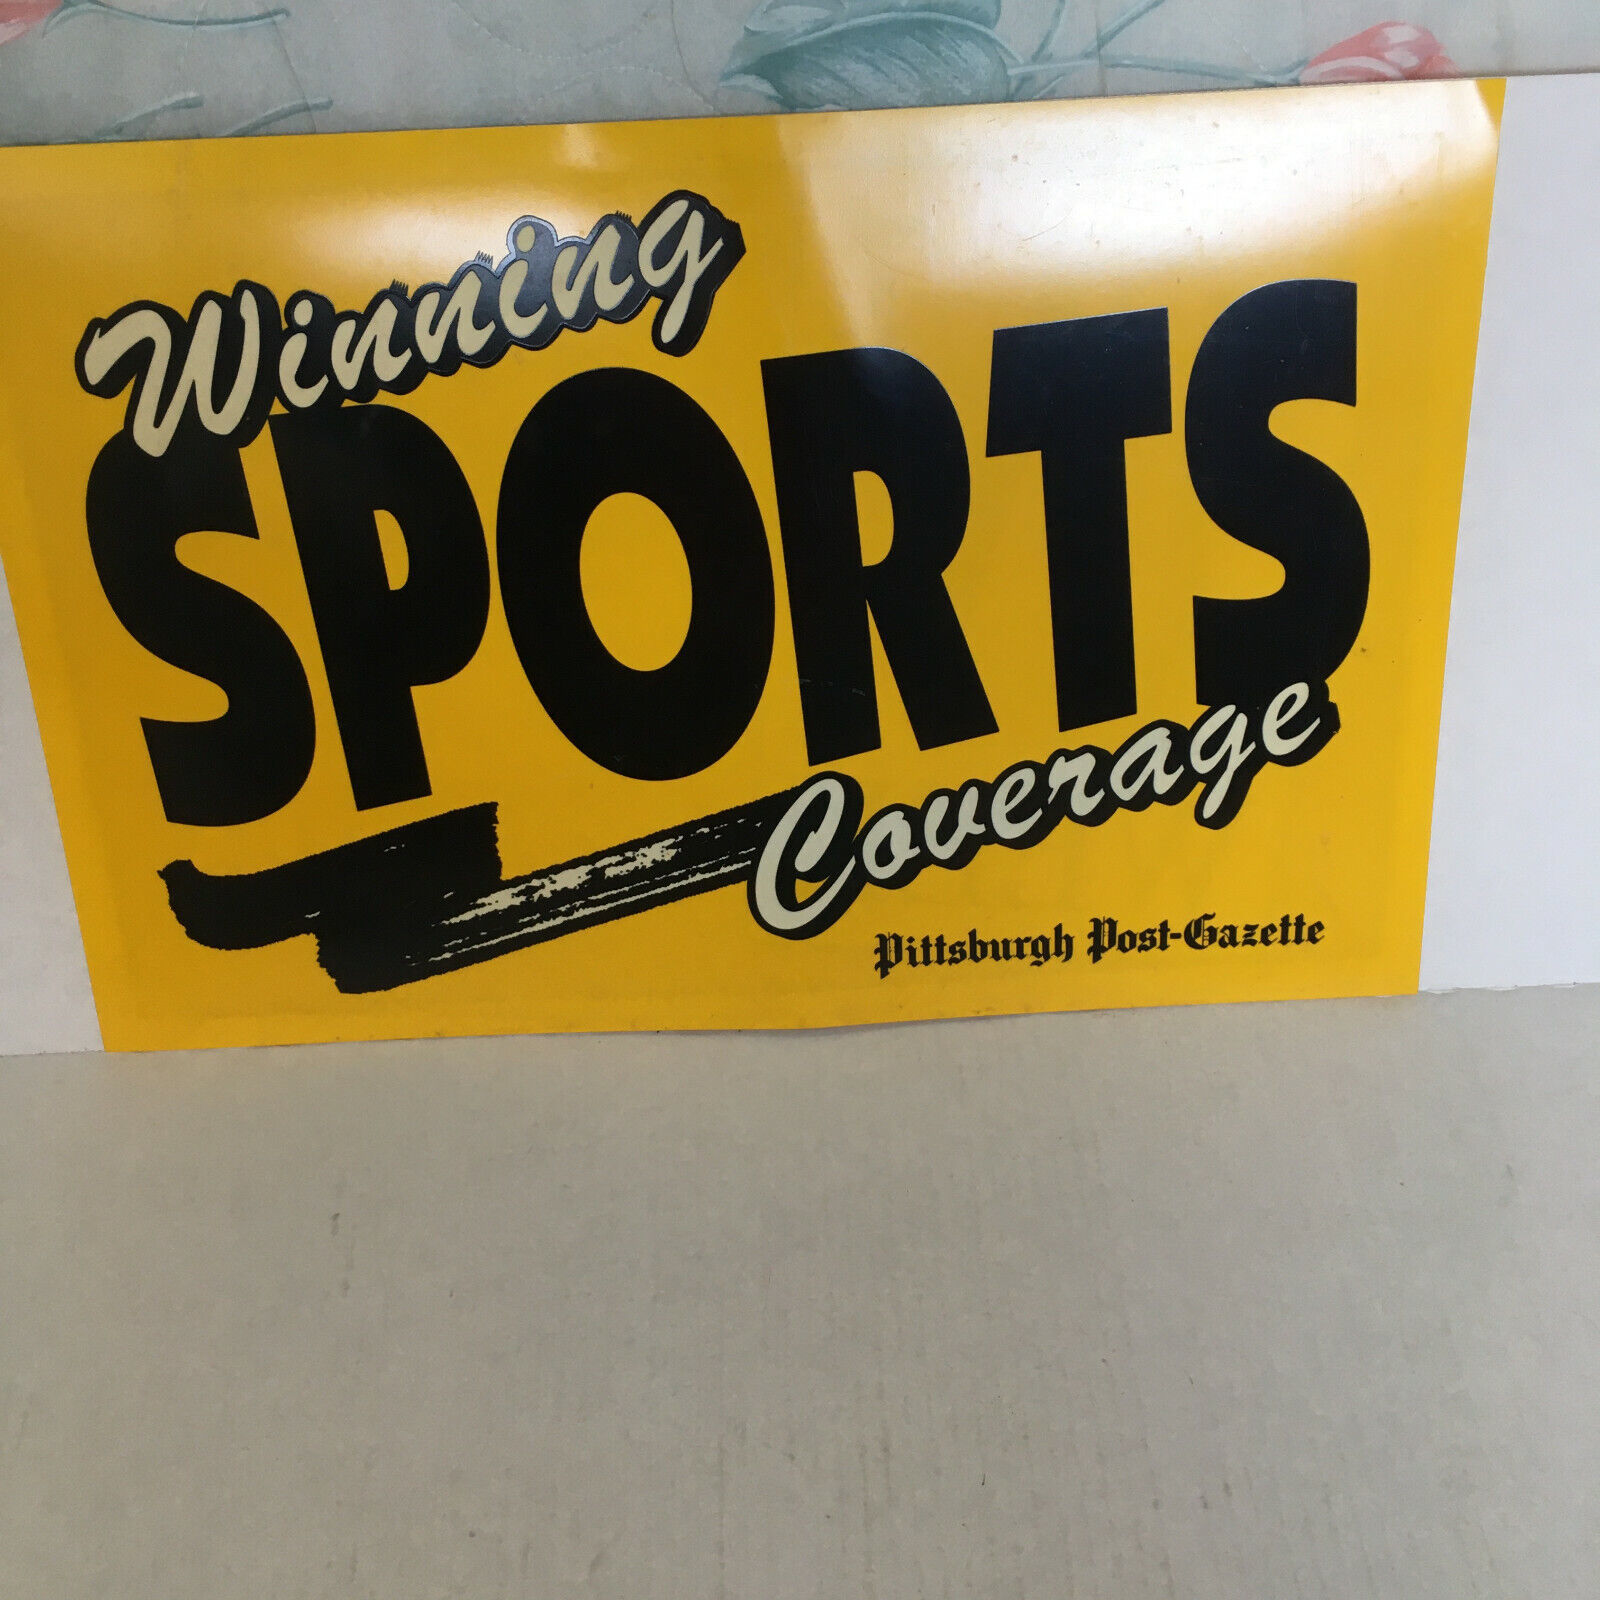 Winning
SPORTS
Coverage
Pittsburgh Post-Gazette